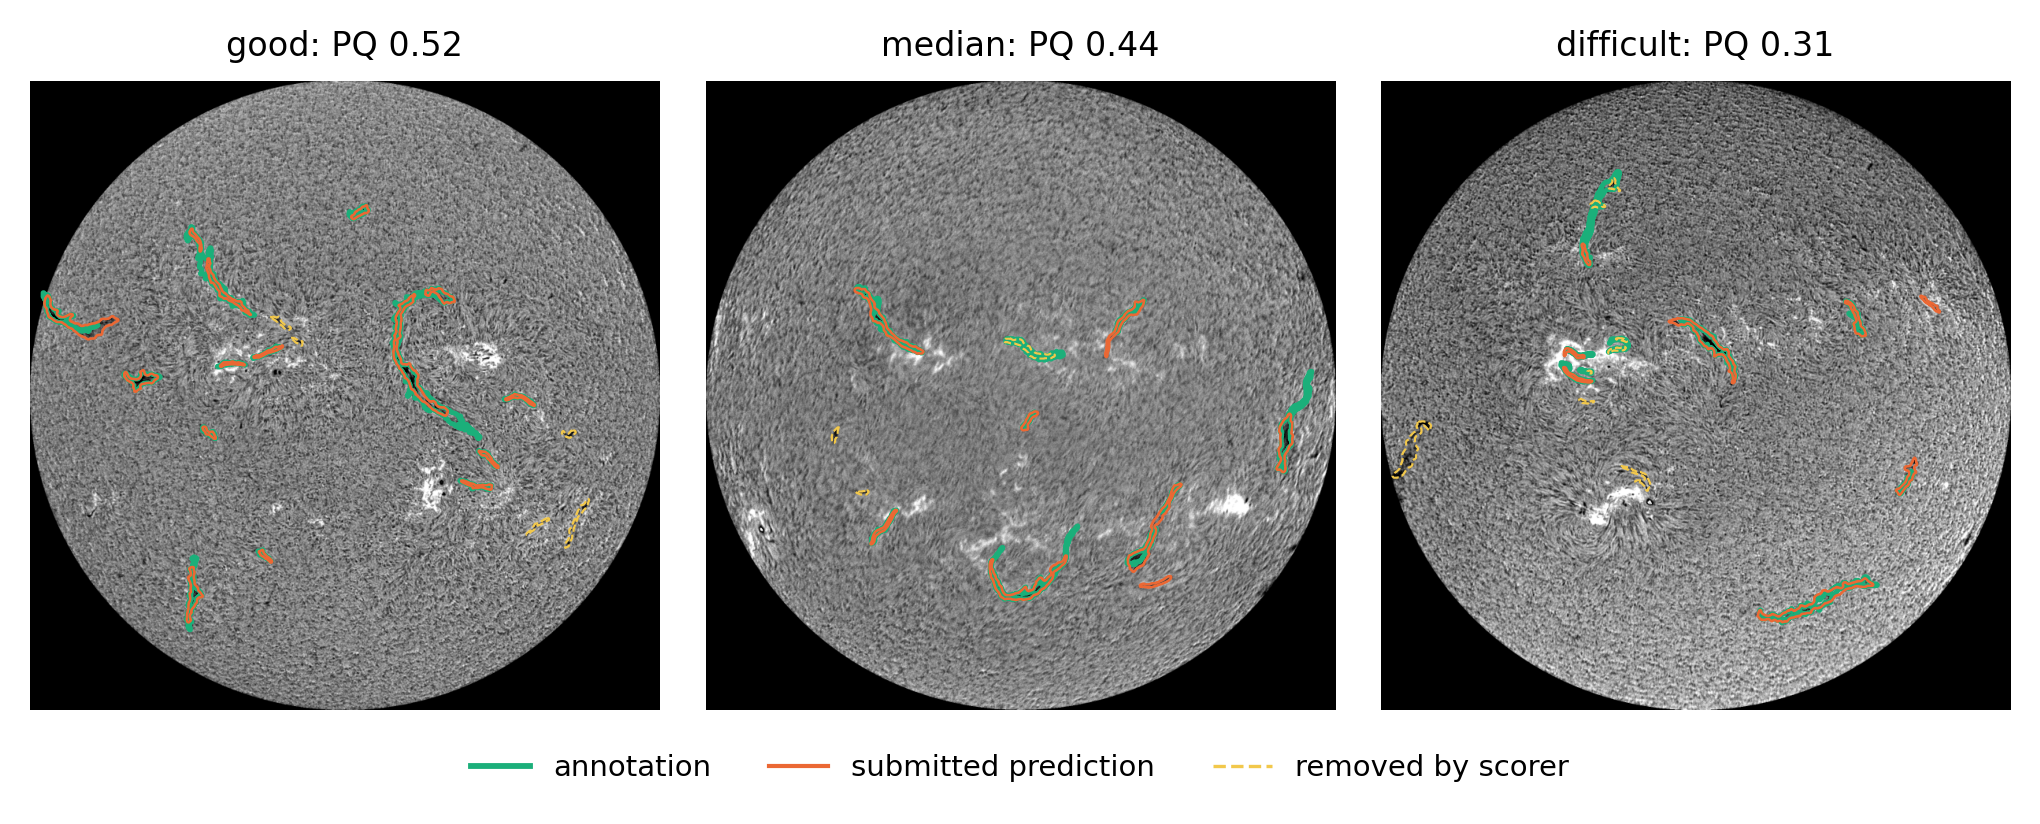 good: PQ 0.52
median: PQ 0.44
difficult: PQ 0.31
annotation
submitted prediction
removed by scorer